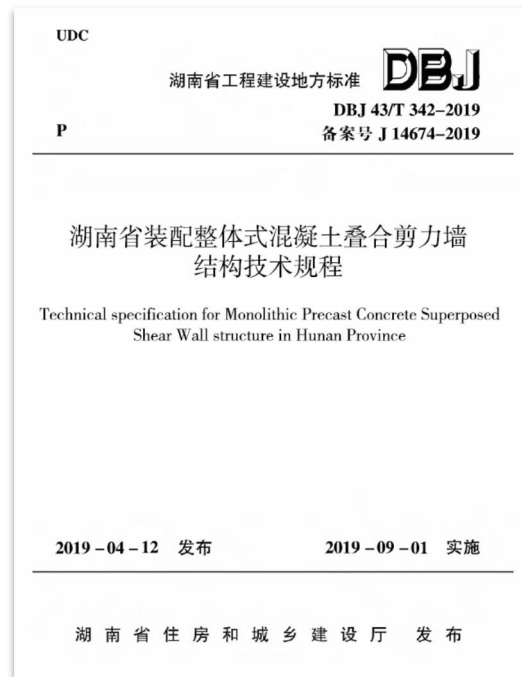 UDC
湖南省工程建设地方标准 DBJ
DBJ 43/T 342-2019
P 备案号 J 14674-2019
湖南省装配整体式混凝土叠合剪力墙
结构技术规程
Technical specification for Monolithic Precast Concrete Superposed
Shear Wall structure in Hunan Province
2019-04-12 发布 2019-09-01 实施
湖南省住房和城乡建设厅 发布